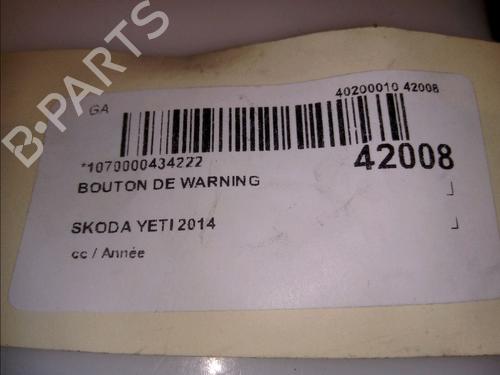 B-PARTS
GA
40200010 42008
*1070000434222
42008
BOUTON DE WARNING
SKODA YETI 2014
cc / Année